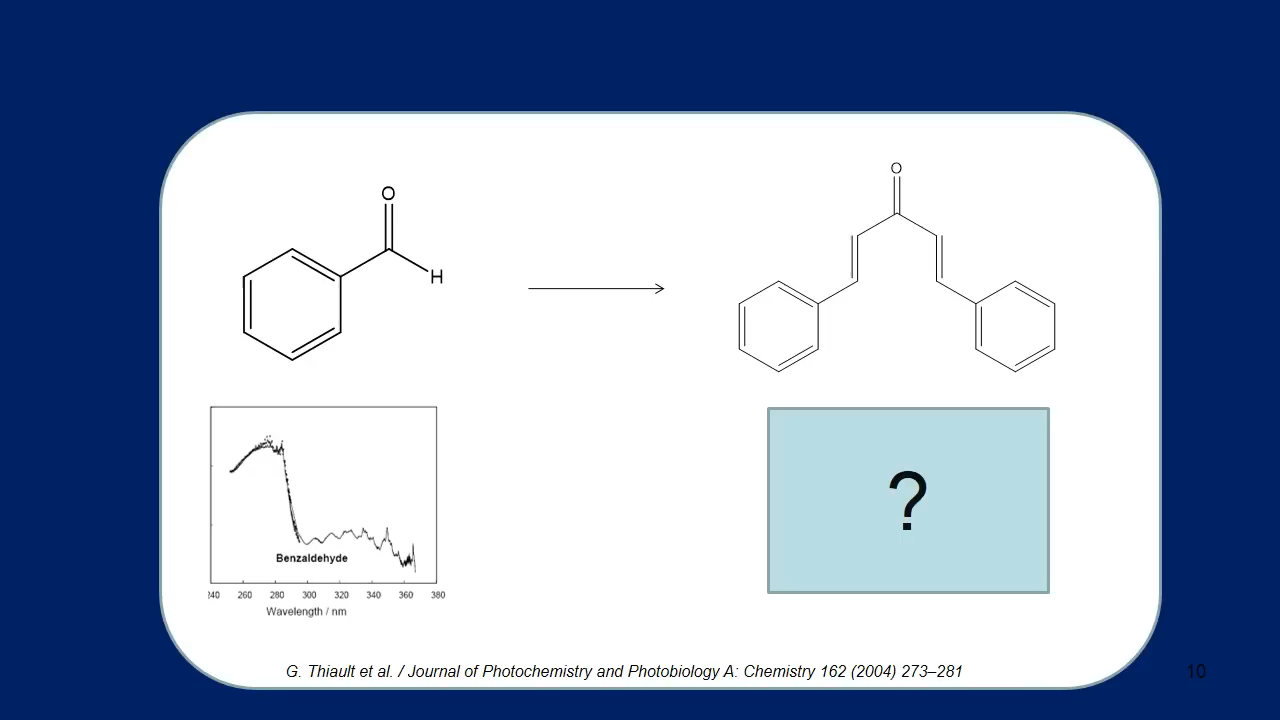 O
H
O
Benzaldehyde
?
240 260 280 300 320 340 360 380
Wavelength / nm
G. Thiault et al. / Journal of Photochemistry and Photobiology A: Chemistry 162 (2004) 273–281
10